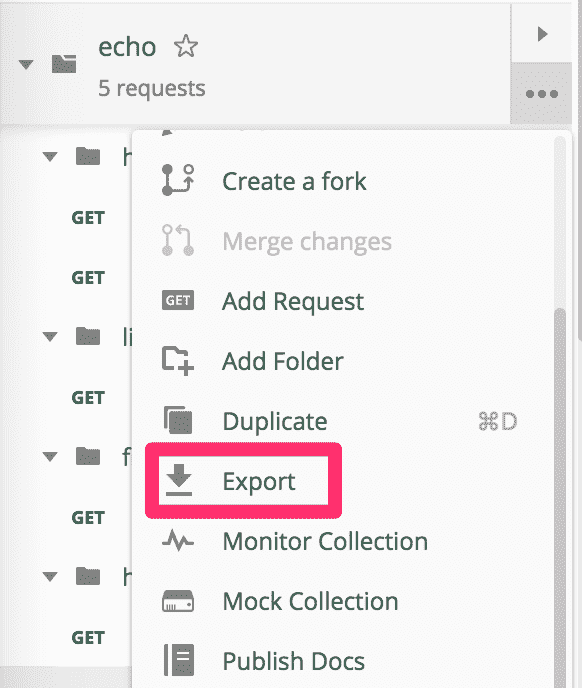 echo
5 requests
h
GET
Create a fork
Merge changes
GET
GET Add Request
li
Add Folder
GET
Duplicate ⌘D
f
Export
GET
Monitor Collection
h
Mock Collection
GET
Publish Docs